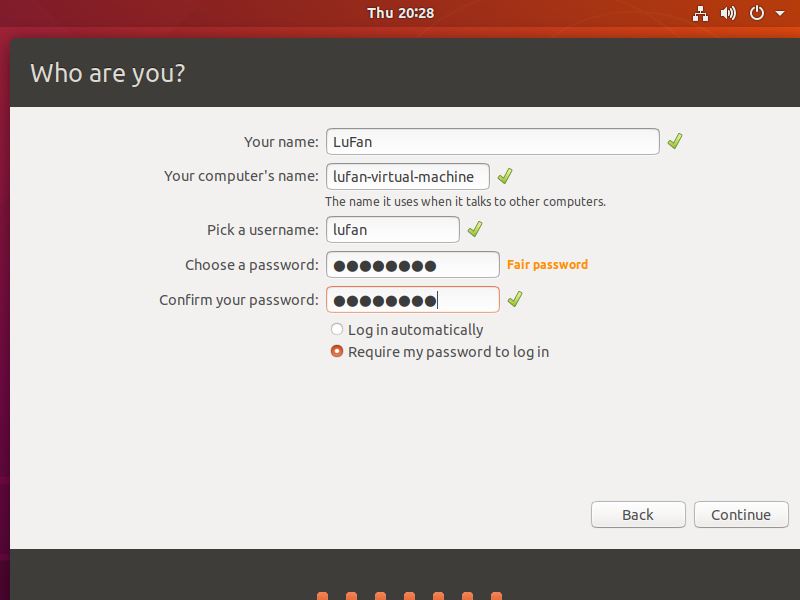 Thu 20:28
Who are you?
Your name: LuFan
Your computer's name: lufan-virtual-machine
The name it uses when it talks to other computers.
Pick a username: lufan
Choose a password: ●●●●●●●● Fair password
Confirm your password: ●●●●●●●●
Log in automatically
Require my password to log in
Back Continue